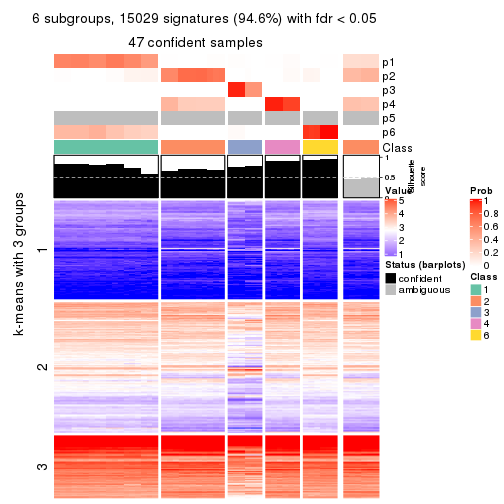 6 subgroups, 15029 signatures (94.6%) with fdr < 0.05
47 confident samples
p1
p2
p3
p4
p5
p6
Class
1
0.5
0
Silhouette
score
k-means with 3 groups
1
2
3
Value
5
4
3
2
1
Status (barplots)
confident
ambiguous
Prob
1
0.8
0.6
0.4
0.2
0
Class
1
2
3
4
6